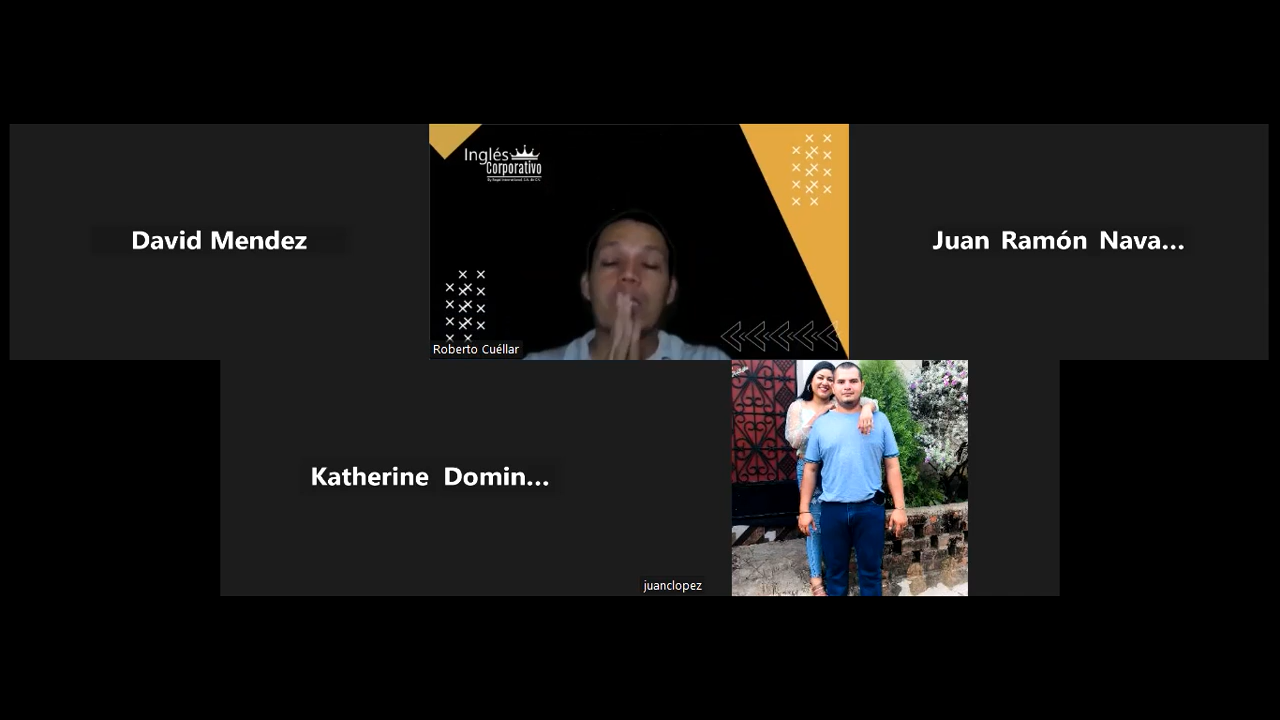 Inglés
Corporativo
David Mendez
Juan Ramón Nava...
Roberto Cuéllar
Katherine Domin...
juanclopez